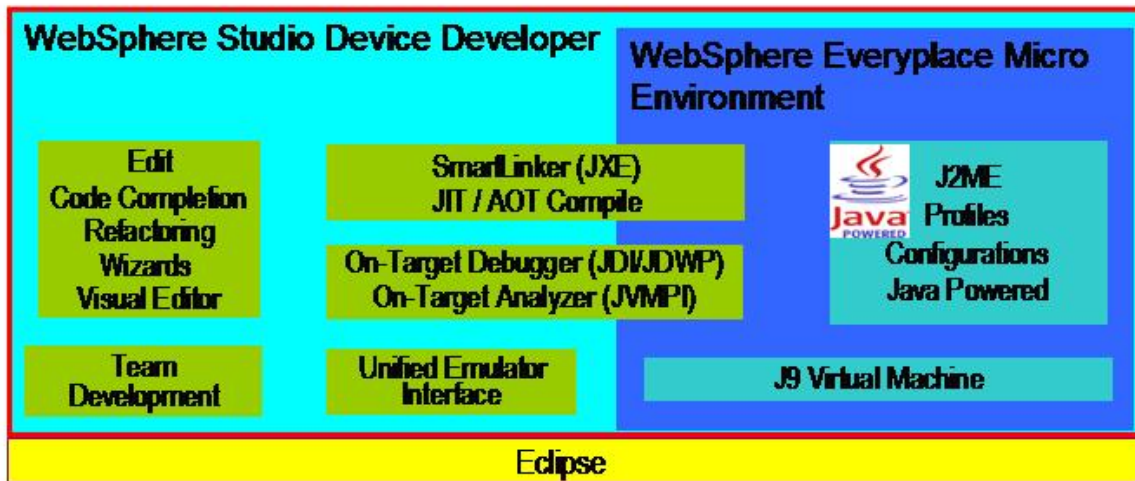 WebSphere Studio Device Developer
WebSphere Everyplace Micro
Environment
Edit
Code Completion
Refactoring
Wizards
Visual Editor
SmartLinker (JXE)
JIT / AOT Compile
On-Target Debugger (JDI/JDWP)
On-Target Analyzer (JVMPI)
Java
POWERED
J2ME
Profiles
Configurations
Java Powered
Team
Development
Unified Emulator
Interface
J9 Virtual Machine
Eclipse